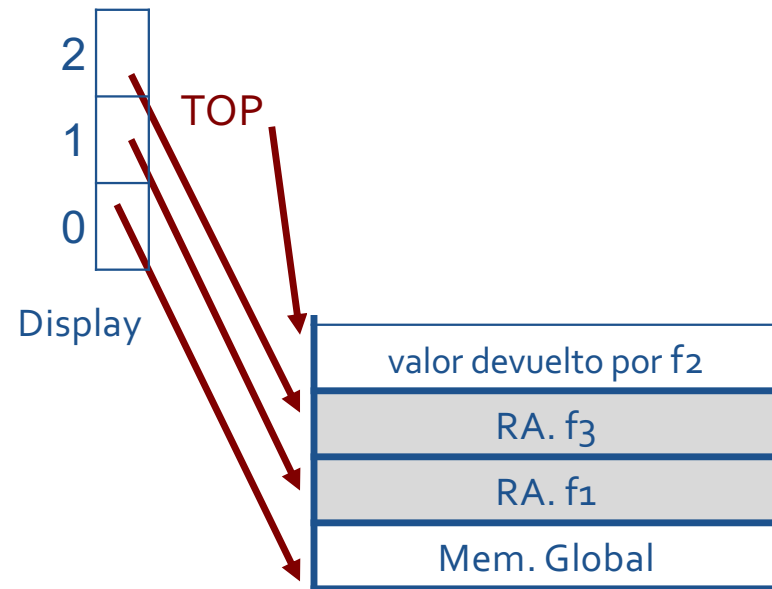 2
TOP
1
0
Display
valor devuelto por f2
RA. f3
RA. f1
Mem. Global